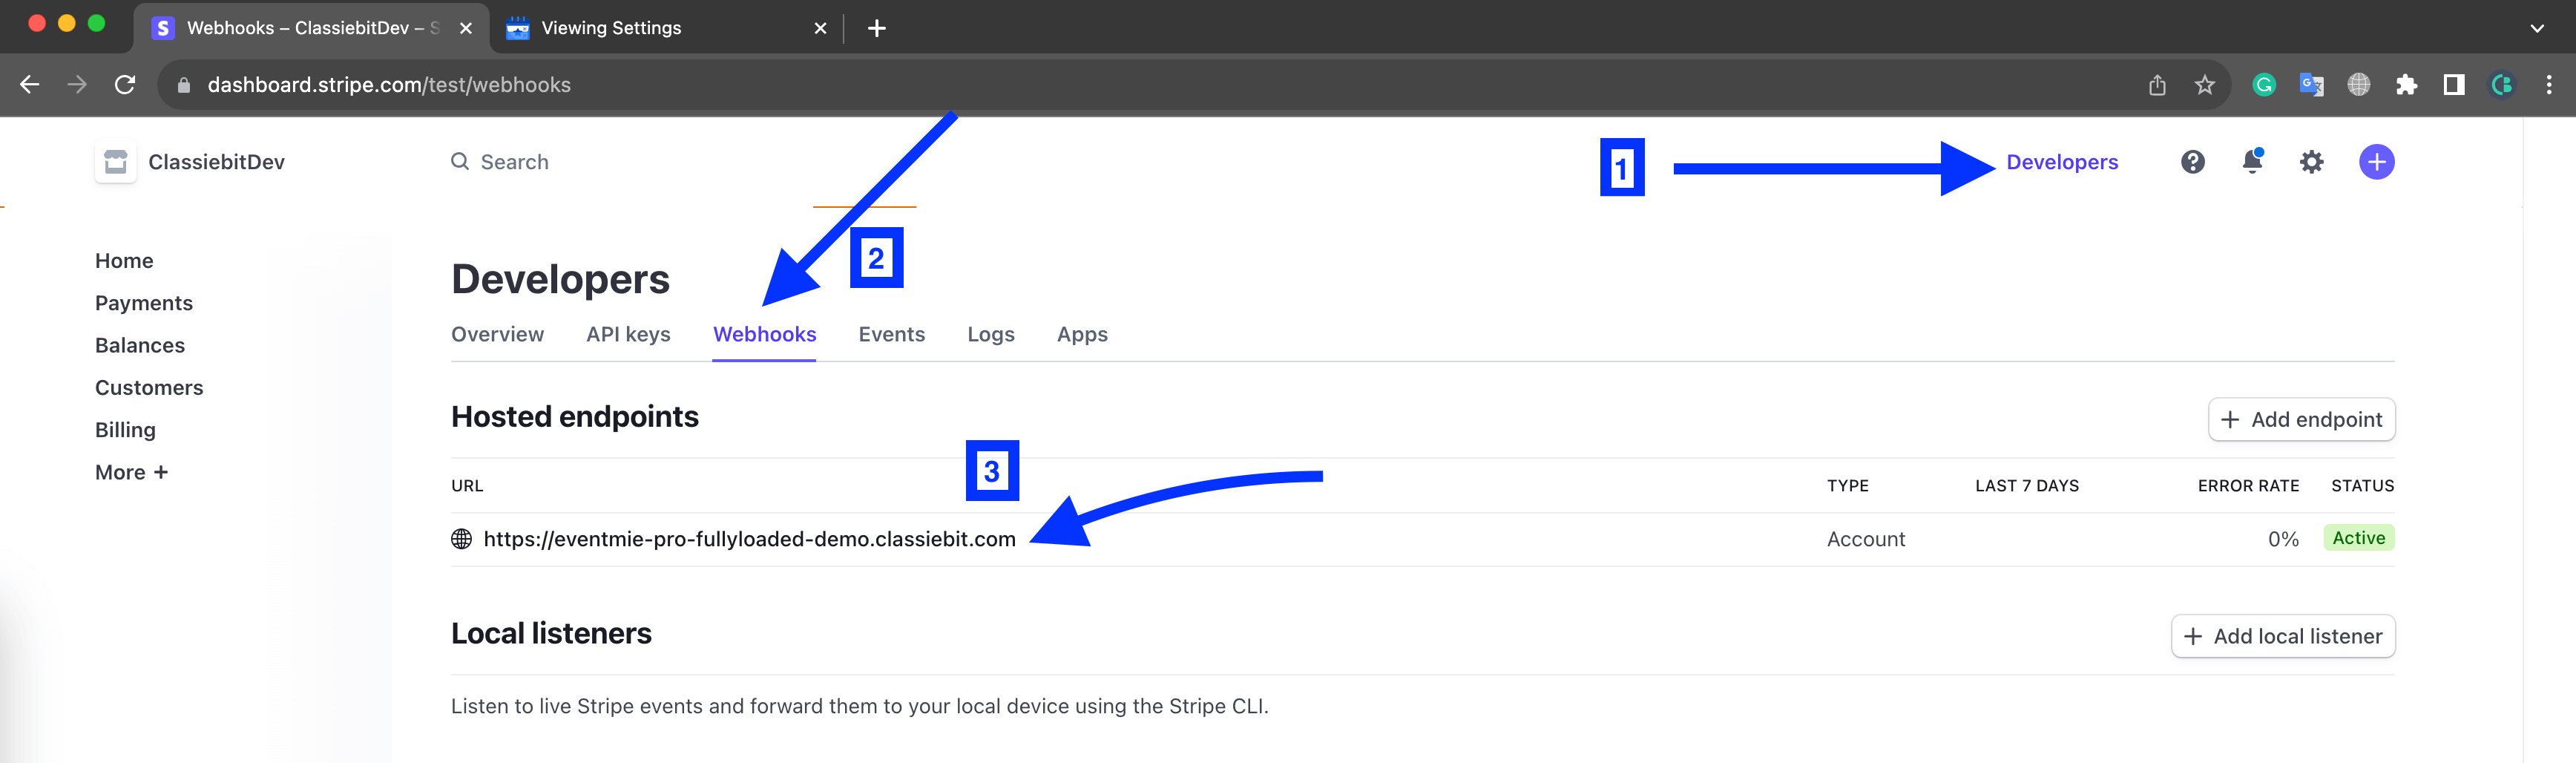 Webhooks – ClassiebitDev – S
Viewing Settings
dashboard.stripe.com/test/webhooks
ClassiebitDev
Search
1
Developers
2
Home
Payments
Balances
Customers
Billing
More +
Developers
Overview
API keys
Webhooks
Events
Logs
Apps
Hosted endpoints
+ Add endpoint
3
URL
TYPE
LAST 7 DAYS
ERROR RATE
STATUS
https://eventmie-pro-fullyloaded-demo.classiebit.com
Account
0%
Active
Local listeners
+ Add local listener
Listen to live Stripe events and forward them to your local device using the Stripe CLI.